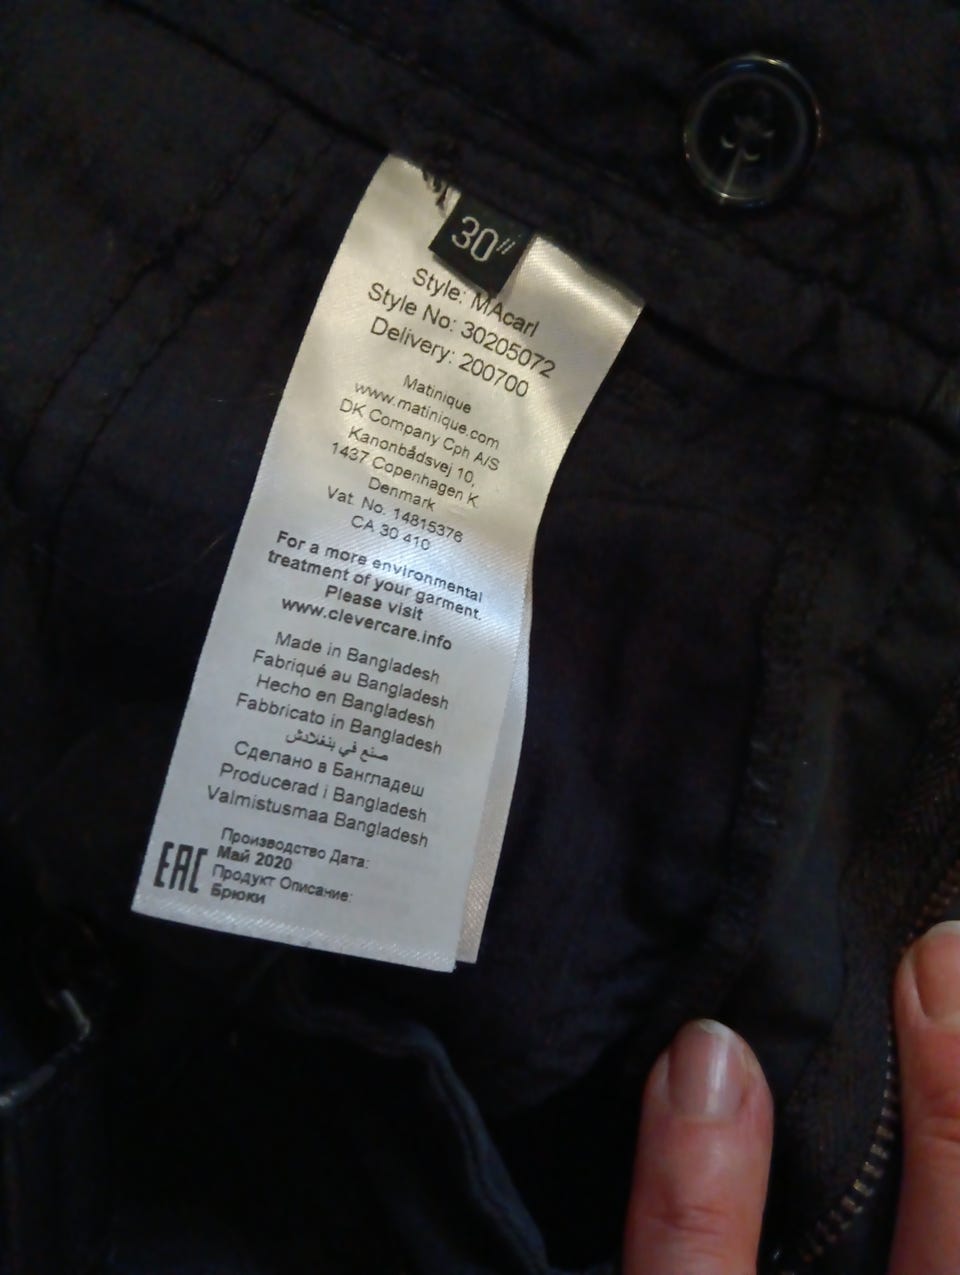 30"
Style: MAcarl
Style No: 30205072
Delivery: 200700
Matinique
www.matinique.com
DK Company Cph A/S
Kanonbådsvej 10,
1437 Copenhagen K
Denmark
Vat. No. 14815376
CA 30 410
For a more environmental
treatment of your garment.
Please visit
www.clevercare.info
Made in Bangladesh
Fabriqué au Bangladesh
Hecho en Bangladesh
Fabbricato in Bangladesh
صنع في بنغلادش
Сделано в Бангладеш
Producerad i Bangladesh
Valmistusmaa Bangladesh
Производство Дата:
Май 2020
Продукт Описание:
Брюки
EAC